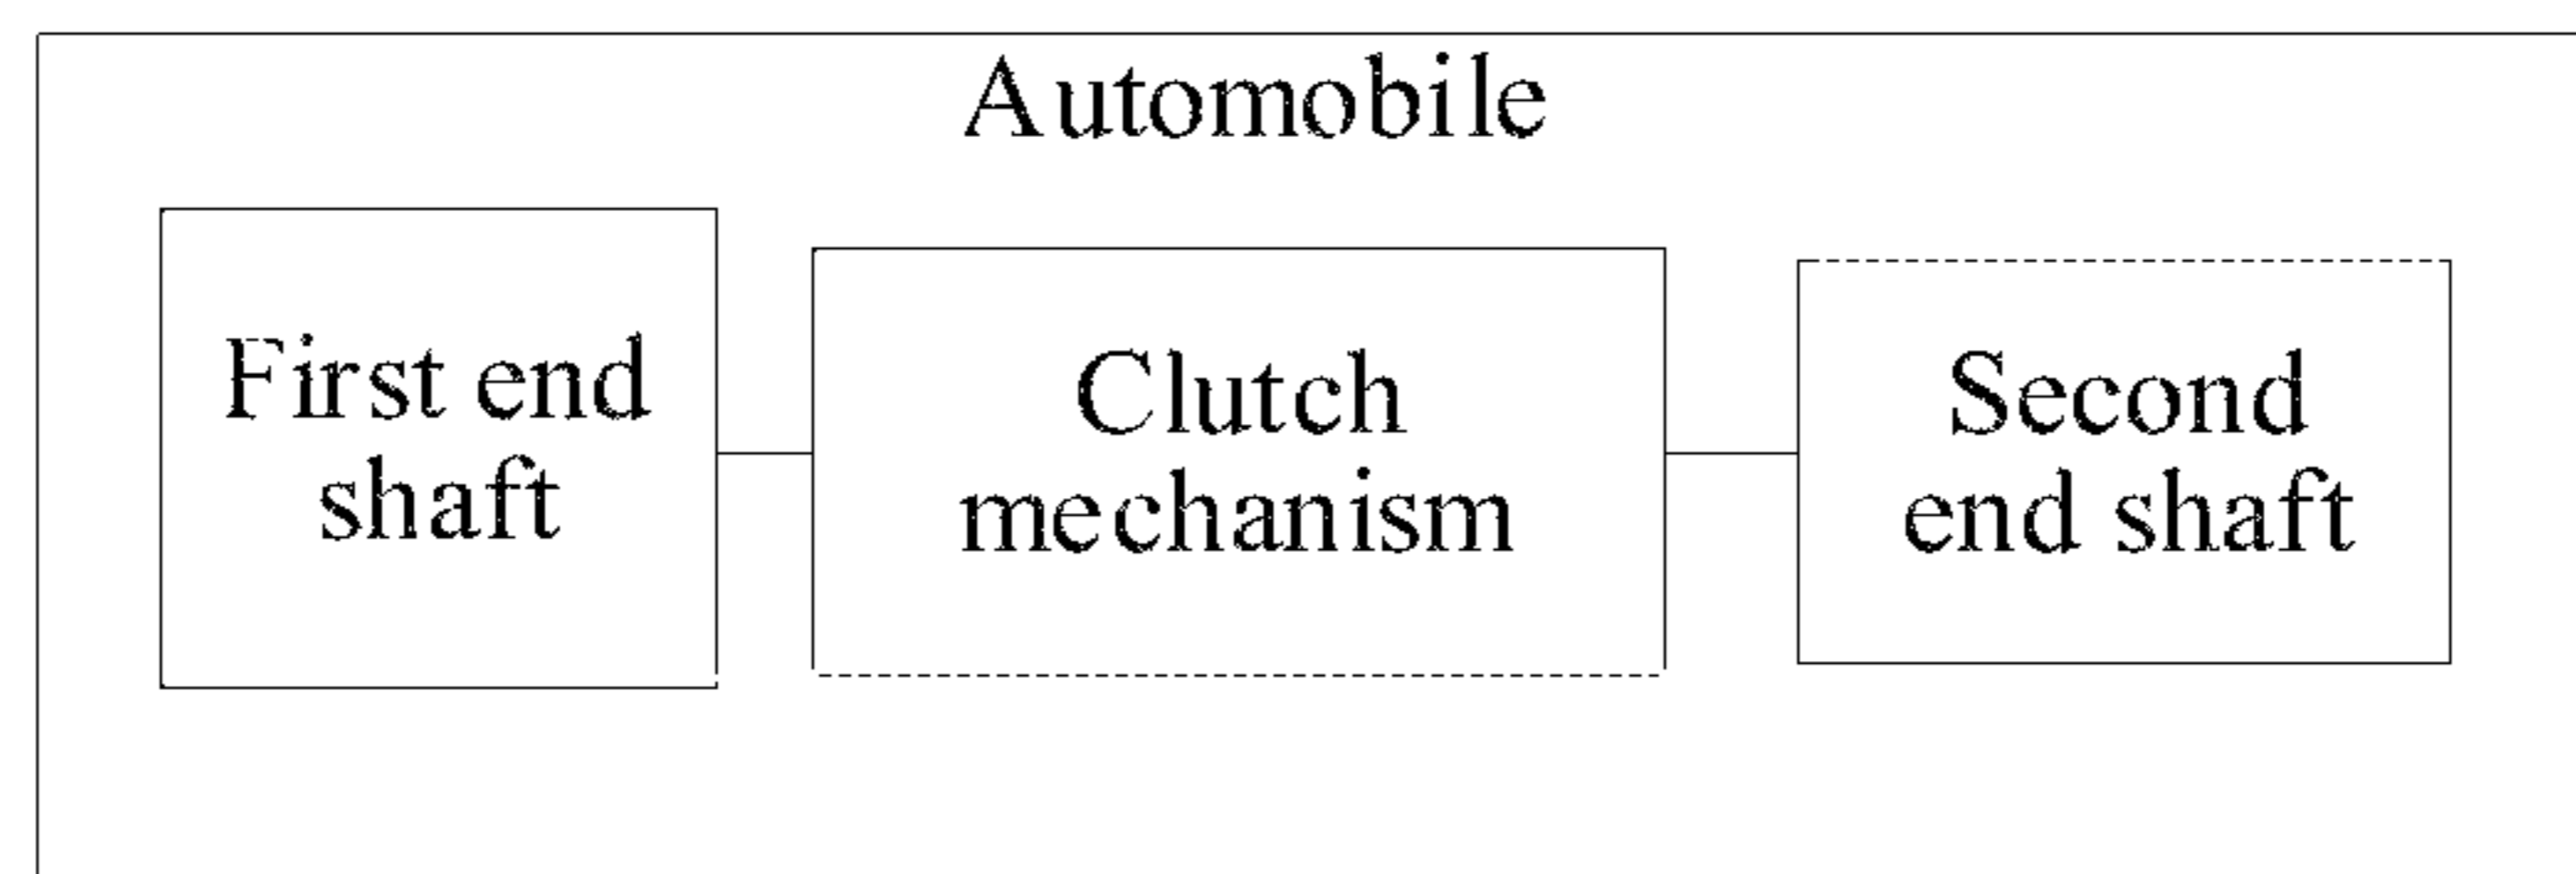 Automobile
First end
shaft
Clutch
mechanism
Second
end shaft